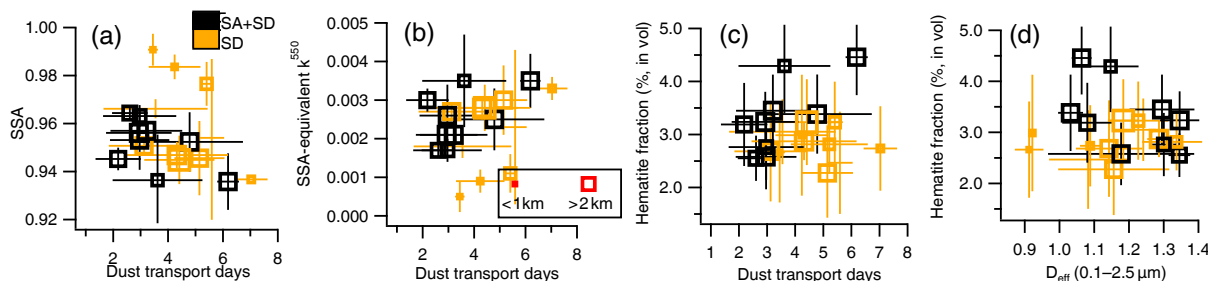 (a)
SA+SD
SD
1.00
0.98
0.96
0.94
0.92
SSA
2 4 6 8
Dust transport days
(b)
0.005
0.004
0.003
0.002
0.001
0.000
SSA-equivalent k550
<1km >2 km
2 4 6 8
Dust transport days
(c)
5.0
4.0
3.0
2.0
Hematite fraction (%, in vol)
1 2 3 4 5 6 7 8
Dust transport days
(d)
5.0
4.0
3.0
2.0
Hematite fraction (%, in vol)
0.9 1.0 1.1 1.2 1.3 1.4
Deff (0.1–2.5 µm)